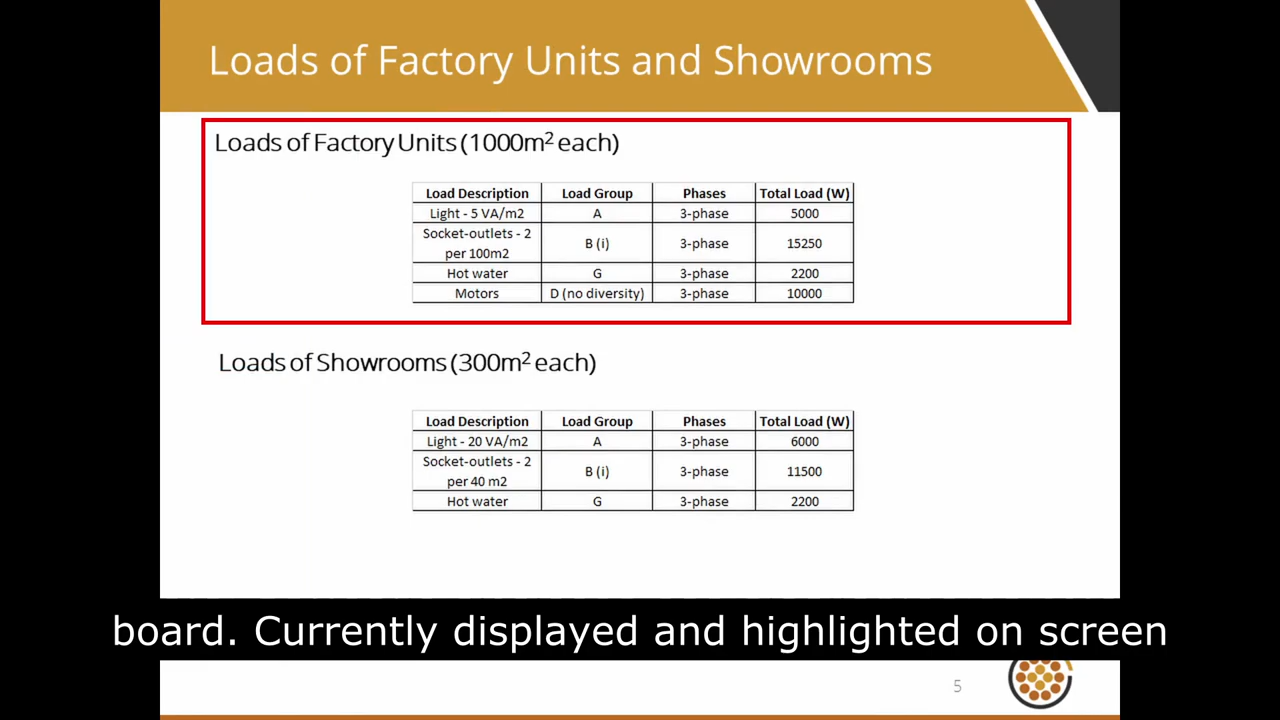 Loads of Factory Units and Showrooms
Loads of Factory Units (1000m² each)
Load Description Load Group Phases Total Load (W)
Light - 5 VA/m2 A 3-phase 5000
Socket-outlets - 2 per 100m2 B (i) 3-phase 15250
Hot water G 3-phase 2200
Motors D (no diversity) 3-phase 10000
Loads of Showrooms (300m² each)
Load Description Load Group Phases Total Load (W)
Light - 20 VA/m2 A 3-phase 6000
Socket-outlets - 2 per 40 m2 B (i) 3-phase 11500
Hot water G 3-phase 2200
board. Currently displayed and highlighted on screen
5